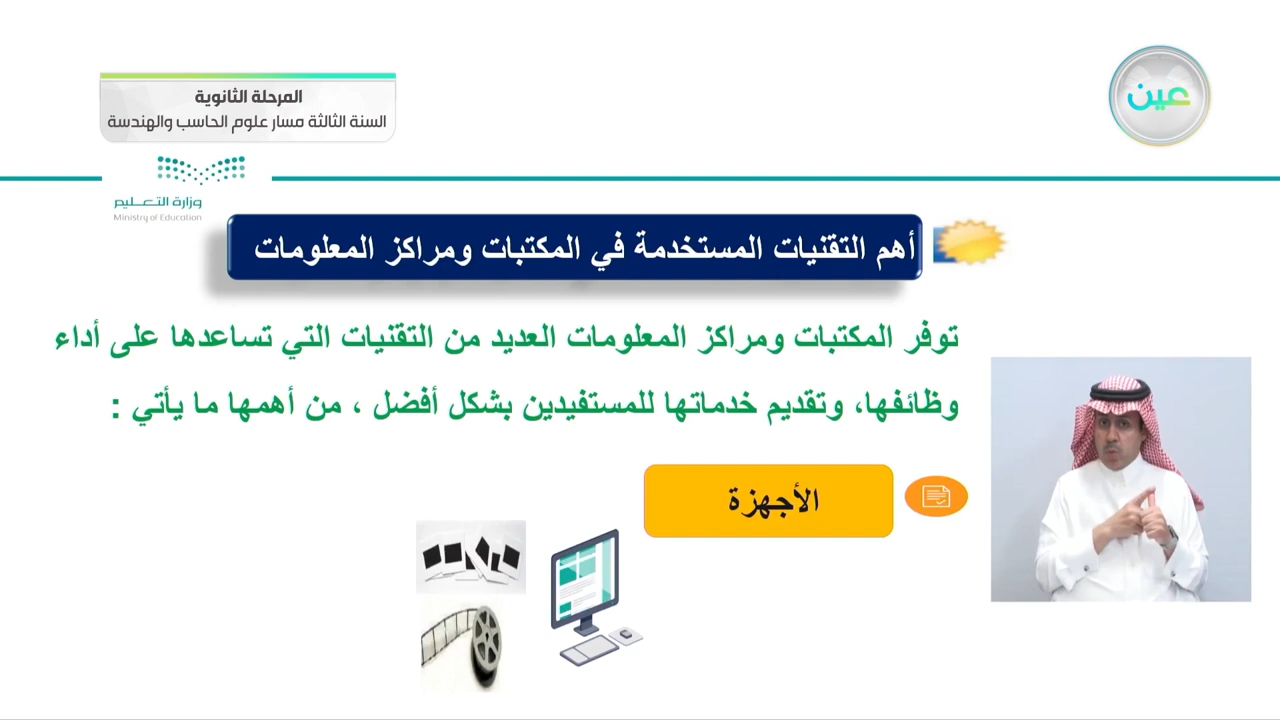 المرحلة الثانوية
السنة الثالثة مسار علوم الحاسب والهندسة
عين
وزارة التعـــليم
Ministry of Education
أهم التقنيات المستخدمة في المكتبات ومراكز المعلومات
توفر المكتبات ومراكز المعلومات العديد من التقنيات التي تساعدها على أداء
وظائفها، وتقديم خدماتها للمستفيدين بشكل أفضل ، من أهمها ما يأتي :
الأجهزة